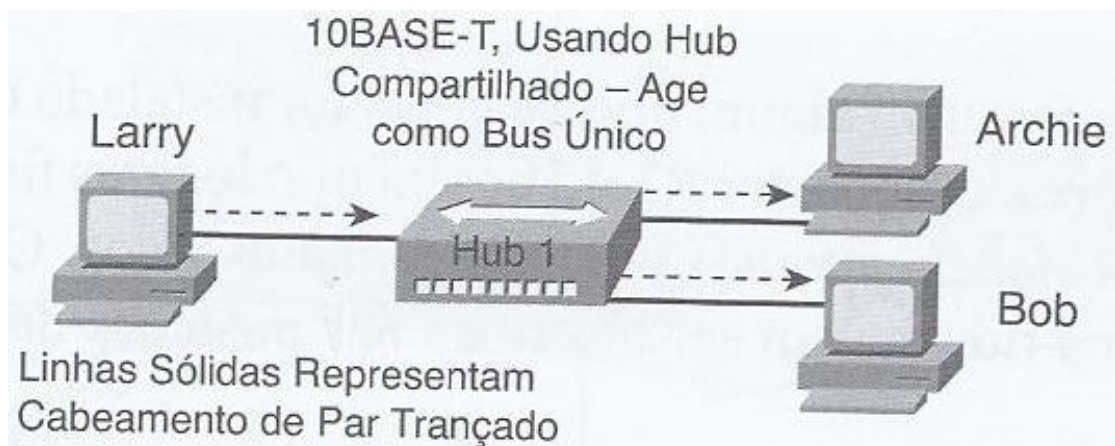 10BASE-T, Usando Hub
Compartilhado – Age
como Bus Único
Larry
Archie
Hub 1
Bob
Linhas Sólidas Representam
Cabeamento de Par Trançado